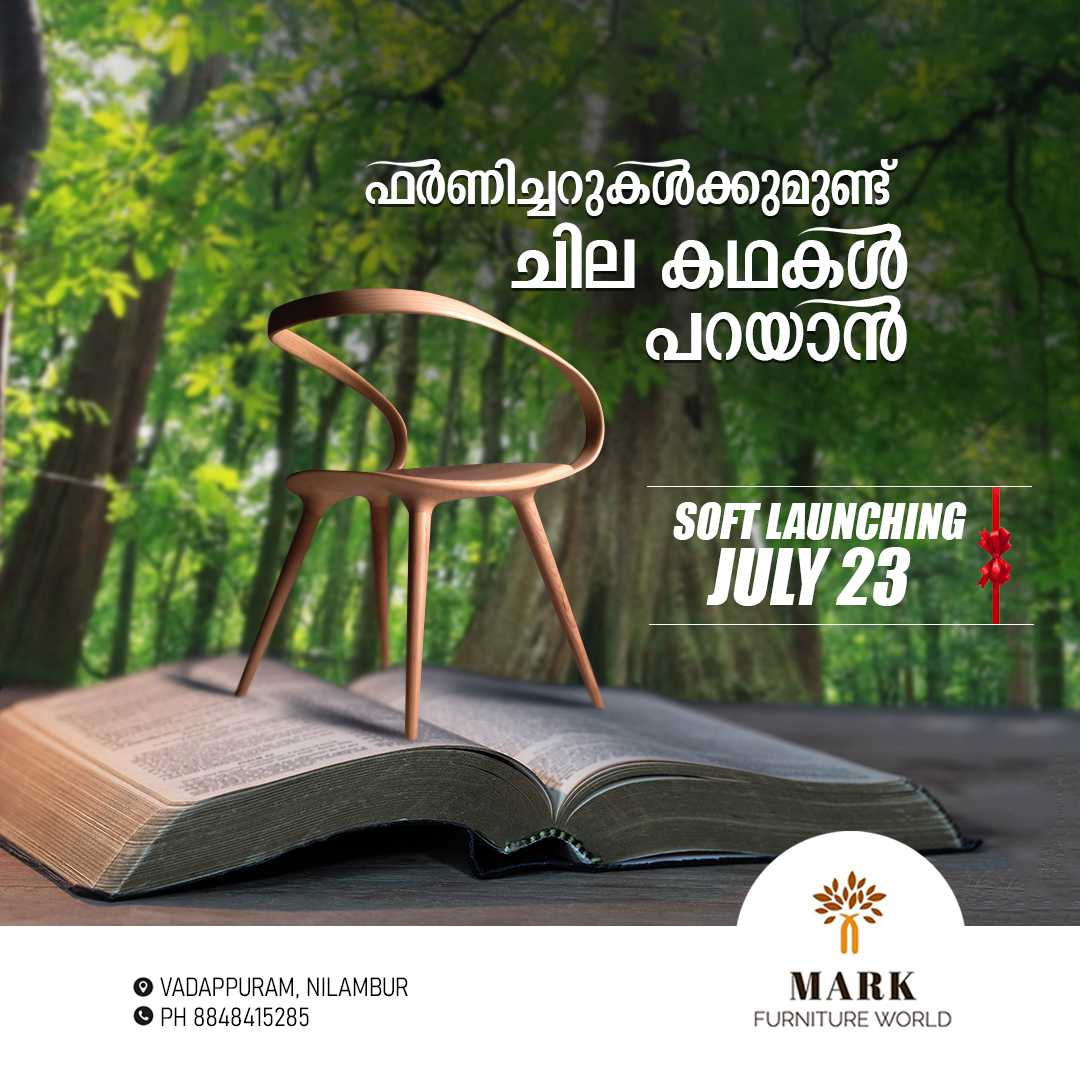 ഫർണിച്ചറുകൾക്കുമുണ്ട്
ചില കഥകൾ
പറയാൻ
SOFT LAUNCHING
JULY 23
VADAPPURAM, NILAMBUR
PH 8848415285
MARK
FURNITURE WORLD